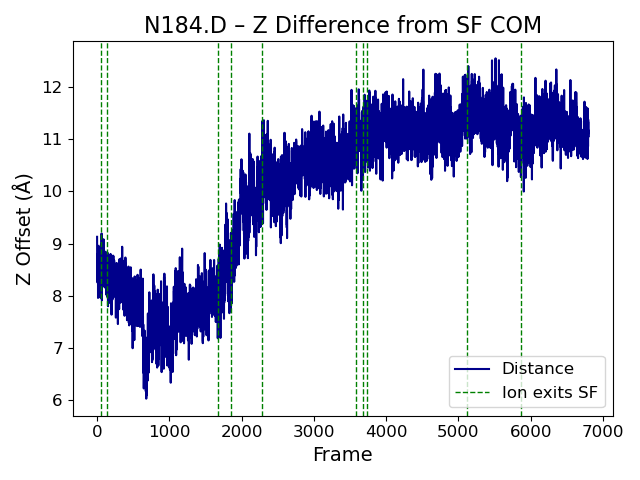 N184.D – Z Difference from SF COM
Z Offset (Å)
12
11
10
9
8
7
6
Distance
Ion exits SF
0 1000 2000 3000 4000 5000 6000 7000
Frame